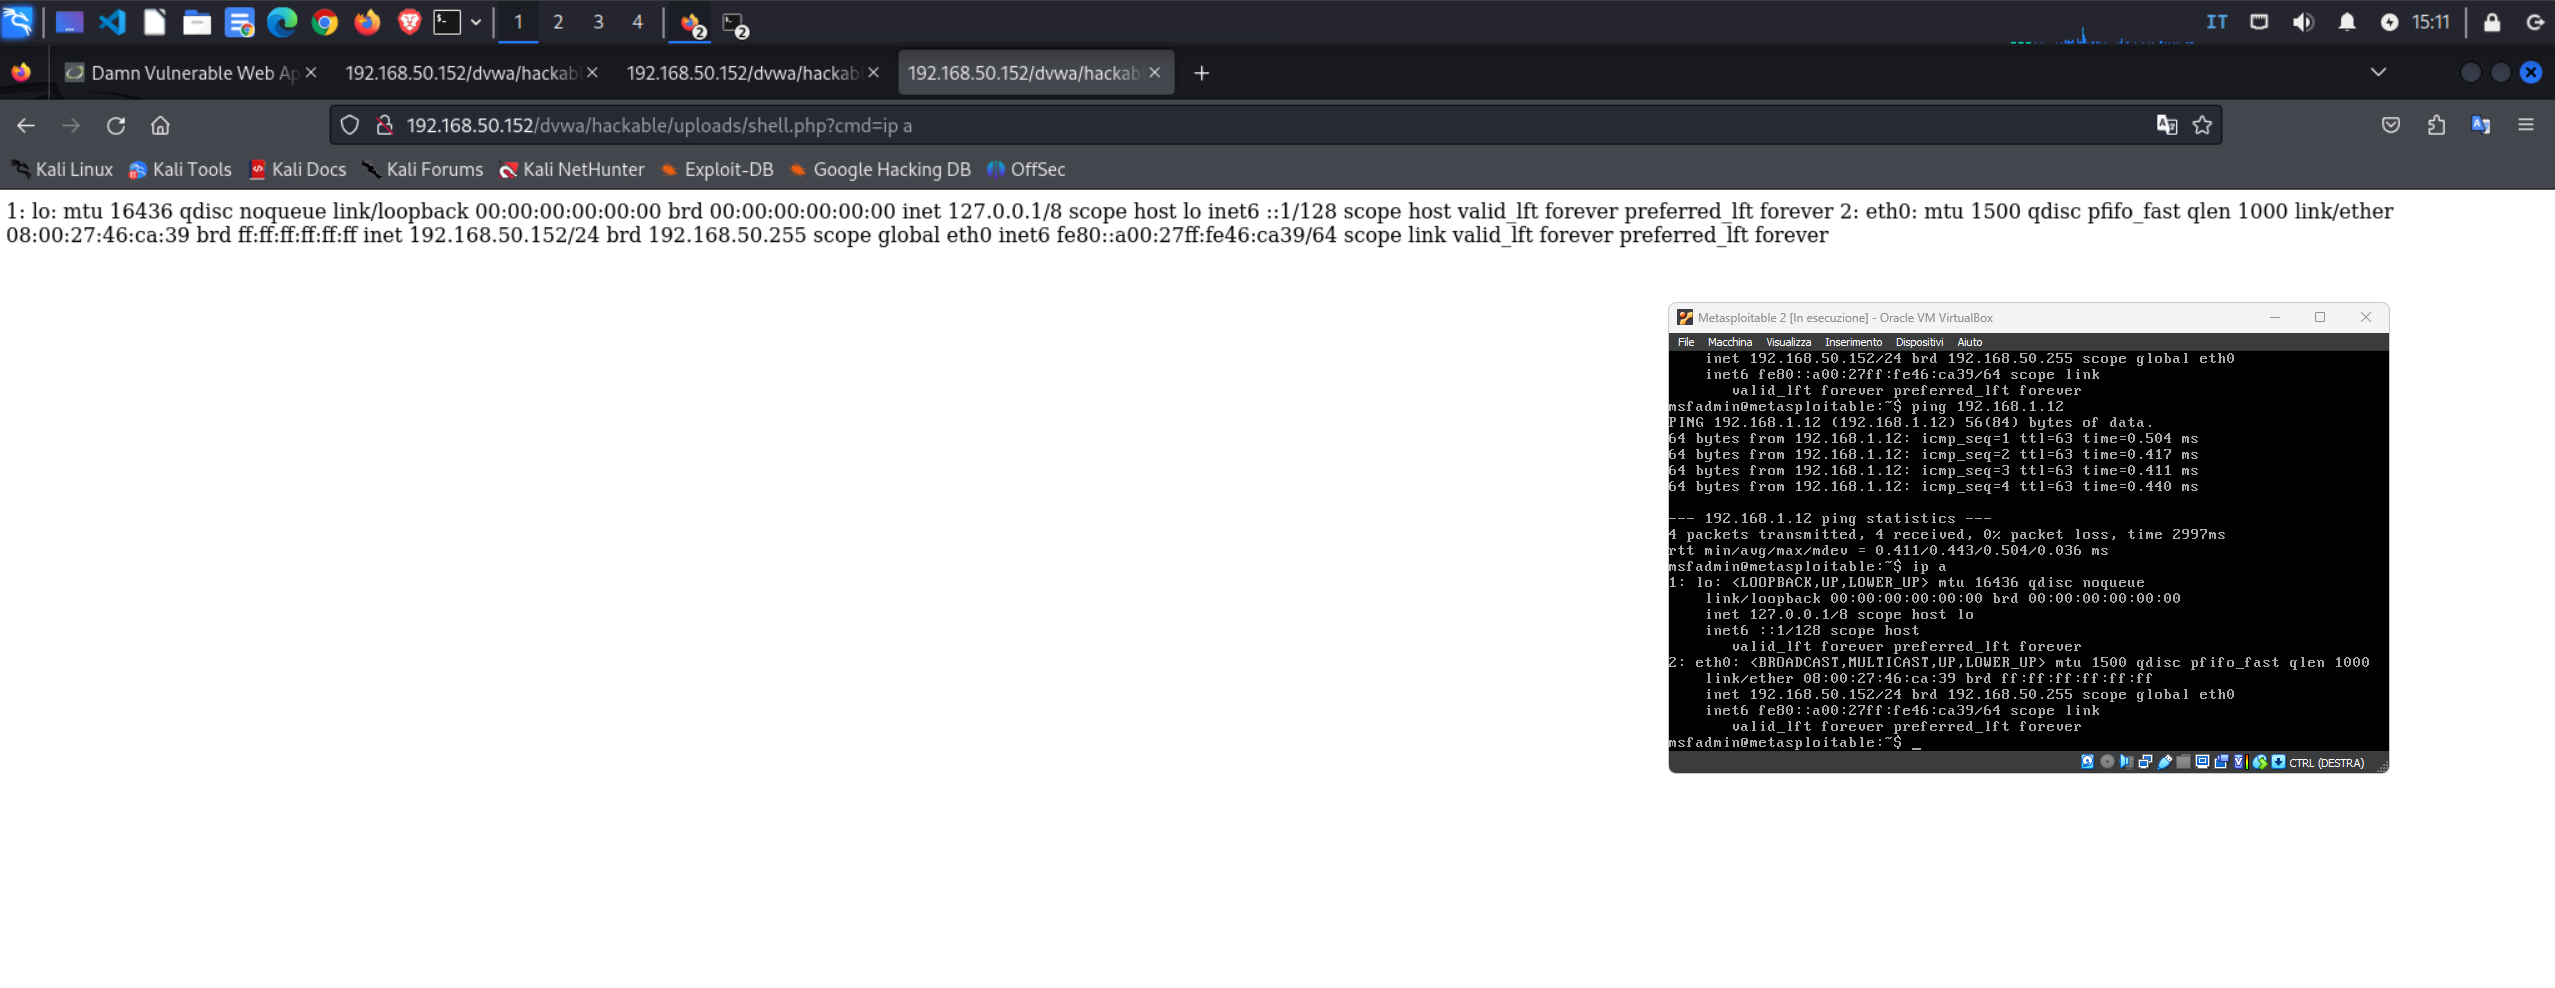 1 2 3 4 2 2 IT 15:11
Damn Vulnerable Web Ap 192.168.50.152/dvwa/hackabl 192.168.50.152/dvwa/hackabl 192.168.50.152/dvwa/hackabl
192.168.50.152/dvwa/hackable/uploads/shell.php?cmd=ip a
Kali Linux Kali Tools Kali Docs Kali Forums Kali NetHunter Exploit-DB Google Hacking DB OffSec
1: lo: mtu 16436 qdisc noqueue link/loopback 00:00:00:00:00:00 brd 00:00:00:00:00:00 inet 127.0.0.1/8 scope host lo inet6 ::1/128 scope host valid_lft forever preferred_lft forever 2: eth0: mtu 1500 qdisc pfifo_fast qlen 1000 link/ether
08:00:27:46:ca:39 brd ff:ff:ff:ff:ff:ff inet 192.168.50.152/24 brd 192.168.50.255 scope global eth0 inet6 fe80::a00:27ff:fe46:ca39/64 scope link valid_lft forever preferred_lft forever
Metasploitable 2 [In esecuzione] - Oracle VM VirtualBox
File Macchina Visualizza Inserimento Dispositivi Aiuto
inet 192.168.50.152/24 brd 192.168.50.255 scope global eth0
inet6 fe80::a00:27ff:fe46:ca39/64 scope link
valid_lft forever preferred_lft forever
msfadmin@metasploitable:~$ ping 192.168.1.12
PING 192.168.1.12 (192.168.1.12) 56(84) bytes of data.
64 bytes from 192.168.1.12: icmp_seq=1 ttl=63 time=0.504 ms
64 bytes from 192.168.1.12: icmp_seq=2 ttl=63 time=0.417 ms
64 bytes from 192.168.1.12: icmp_seq=3 ttl=63 time=0.411 ms
64 bytes from 192.168.1.12: icmp_seq=4 ttl=63 time=0.440 ms
--- 192.168.1.12 ping statistics ---
4 packets transmitted, 4 received, 0% packet loss, time 2997ms
rtt min/avg/max/mdev = 0.411/0.443/0.504/0.036 ms
msfadmin@metasploitable:~$ ip a
1: lo: <LOOPBACK,UP,LOWER_UP> mtu 16436 qdisc noqueue
link/loopback 00:00:00:00:00:00 brd 00:00:00:00:00:00
inet 127.0.0.1/8 scope host lo
inet6 ::1/128 scope host
valid_lft forever preferred_lft forever
2: eth0: <BROADCAST,MULTICAST,UP,LOWER_UP> mtu 1500 qdisc pfifo_fast qlen 1000
link/ether 08:00:27:46:ca:39 brd ff:ff:ff:ff:ff:ff
inet 192.168.50.152/24 brd 192.168.50.255 scope global eth0
inet6 fe80::a00:27ff:fe46:ca39/64 scope link
valid_lft forever preferred_lft forever
msfadmin@metasploitable:~$ _
CTRL (DESTRA)